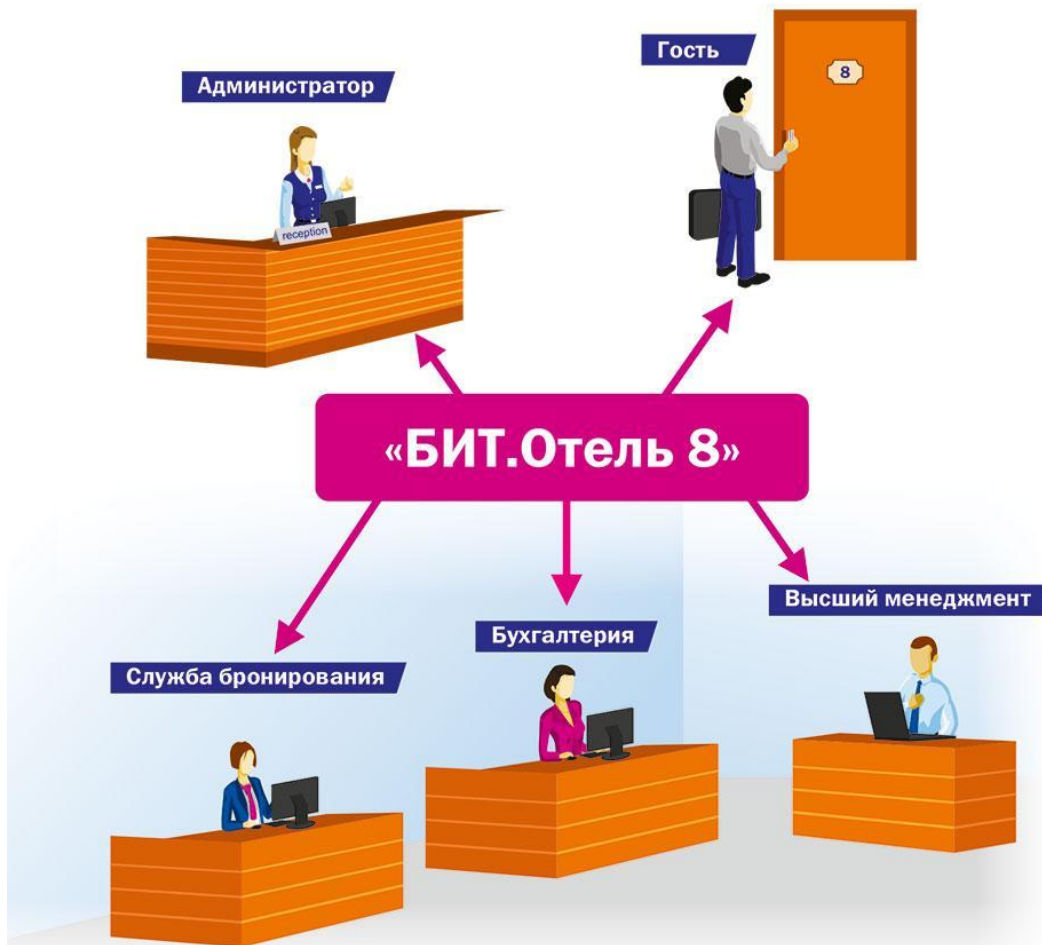 Гость
8
Администратор
reception
«БИТ.Отель 8»
Высший менеджмент
Бухгалтерия
Служба бронирования